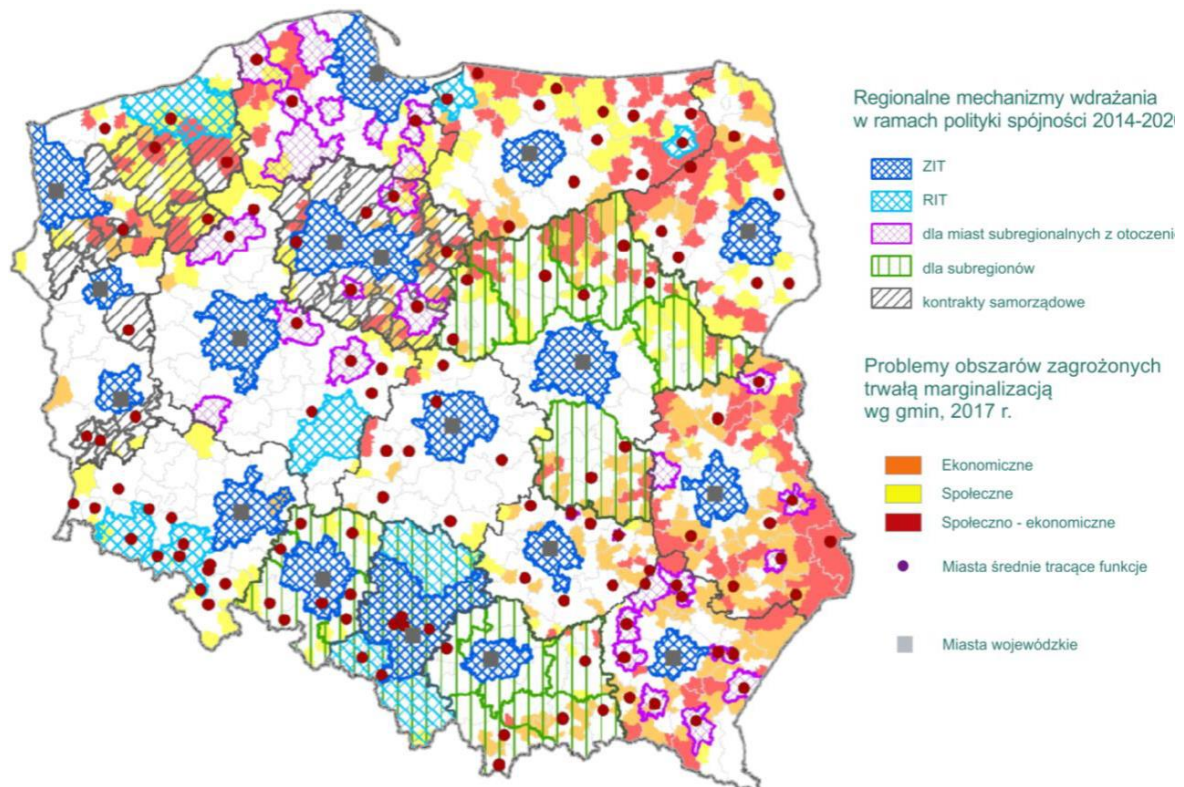 Regionalne mechanizmy wdrażania
w ramach polityki spójności 2014-202
ZIT
RIT
dla miast subregionalnych z otoczenie
dla subregionów
kontrakty samorządowe
Problemy obszarów zagrożonych
trwałą marginalizacją
wg gmin, 2017 r.
Ekonomiczne
Społeczne
Społeczno - ekonomiczne
Miasta średnie tracące funkcje
Miasta wojewódzkie